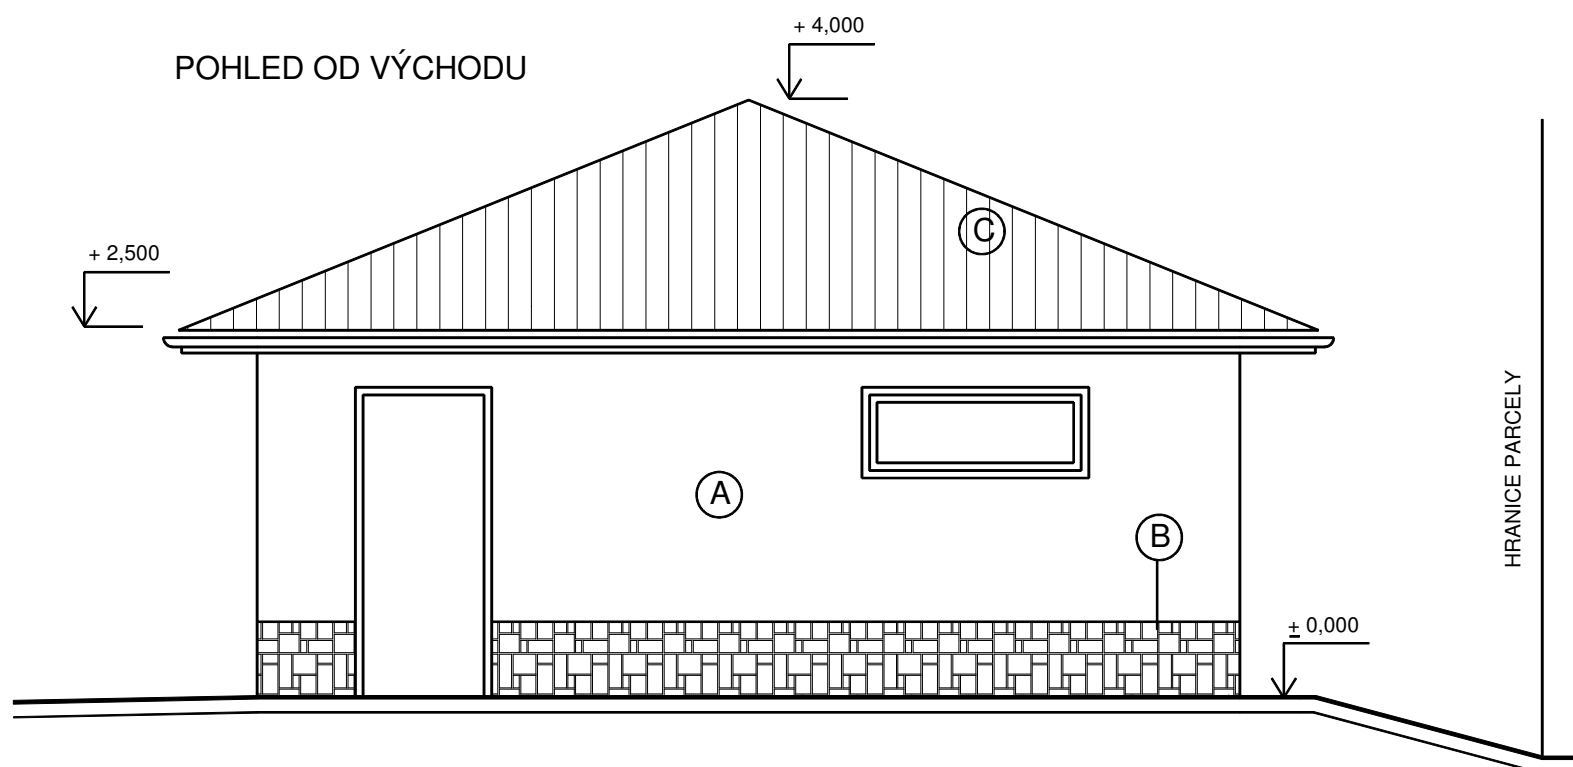 + 4,000
POHLED OD VÝCHODU
C
+ 2,500
HRANICE PARCELY
A
B
± 0,000